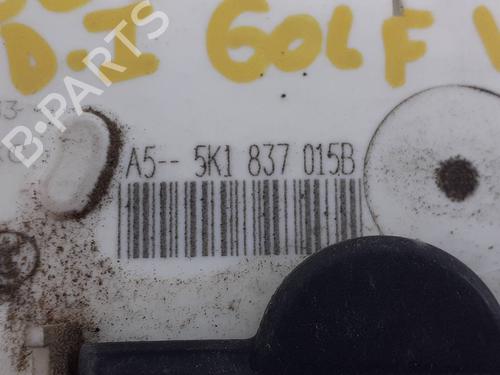 D-I GOLF V
B-PARTS
A5-- 5K1 837 015B